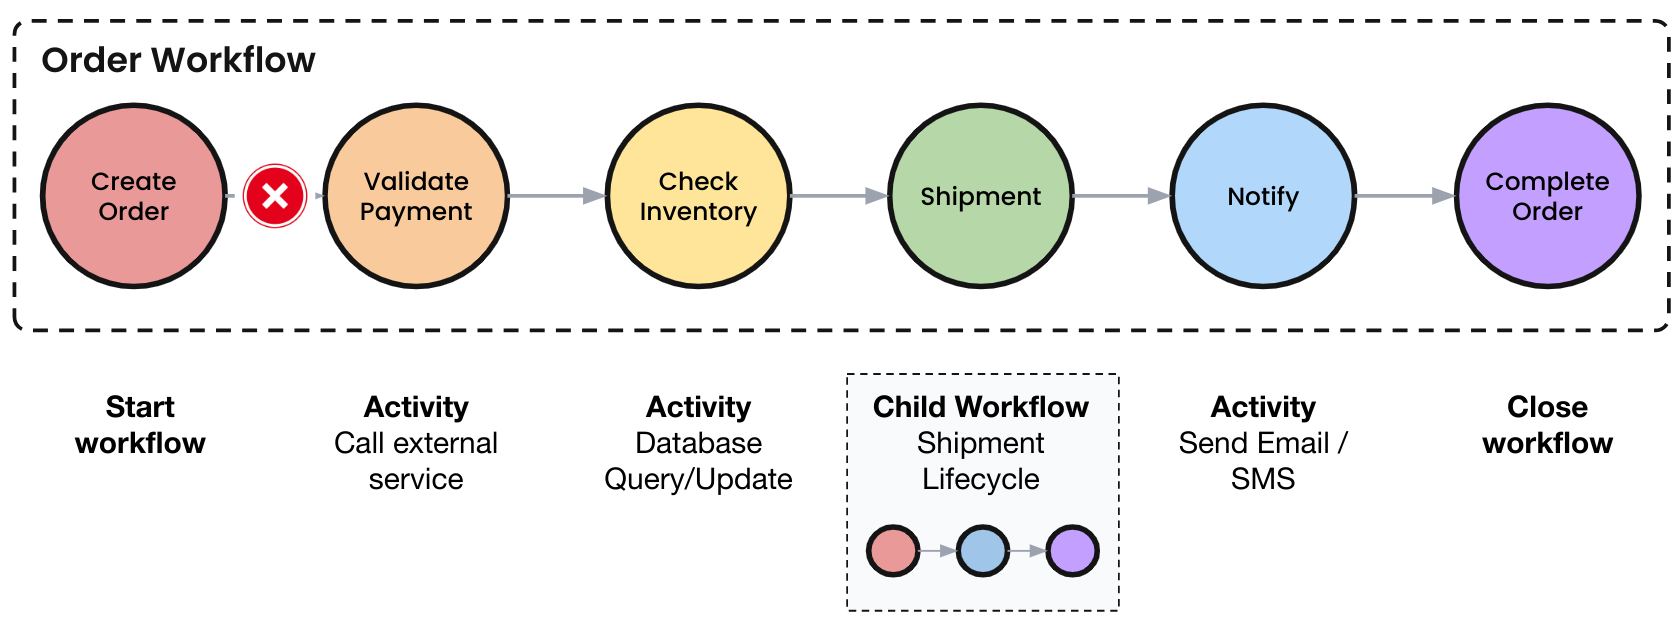 Order Workflow
Create
Order
Validate
Payment
Check
Inventory
Shipment
Notify
Complete
Order
Start
workflow
Activity
Call external
service
Activity
Database
Query/Update
Child Workflow
Shipment
Lifecycle
Activity
Send Email /
SMS
Close
workflow